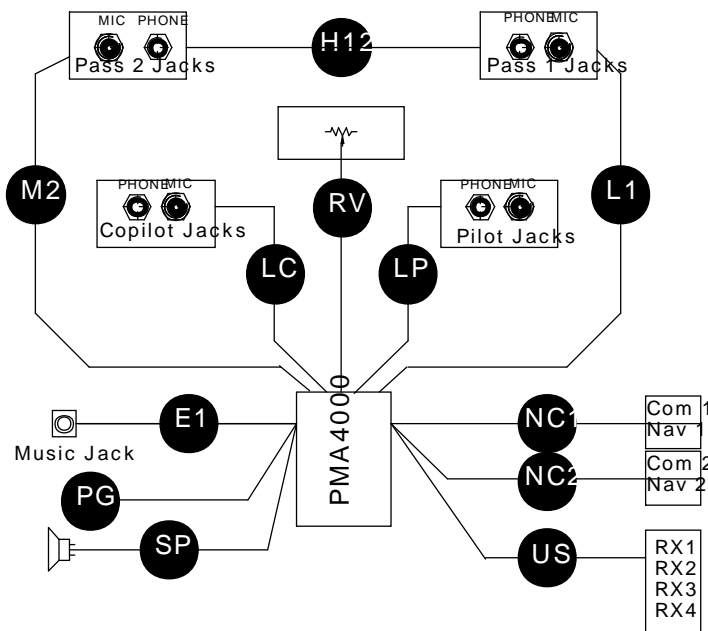 MIC PHONE
Pass 2 Jacks
H12
PHONE MIC
Pass 1 Jacks
M2
PHONE MIC
Copilot Jacks
RV
PHONE MIC
Pilot Jacks
L1
LC
LP
PMA4000
E1
Music Jack
NC1
Com 1
Nav 1
PG
NC2
Com 2
Nav 2
SP
US
RX1
RX2
RX3
RX4